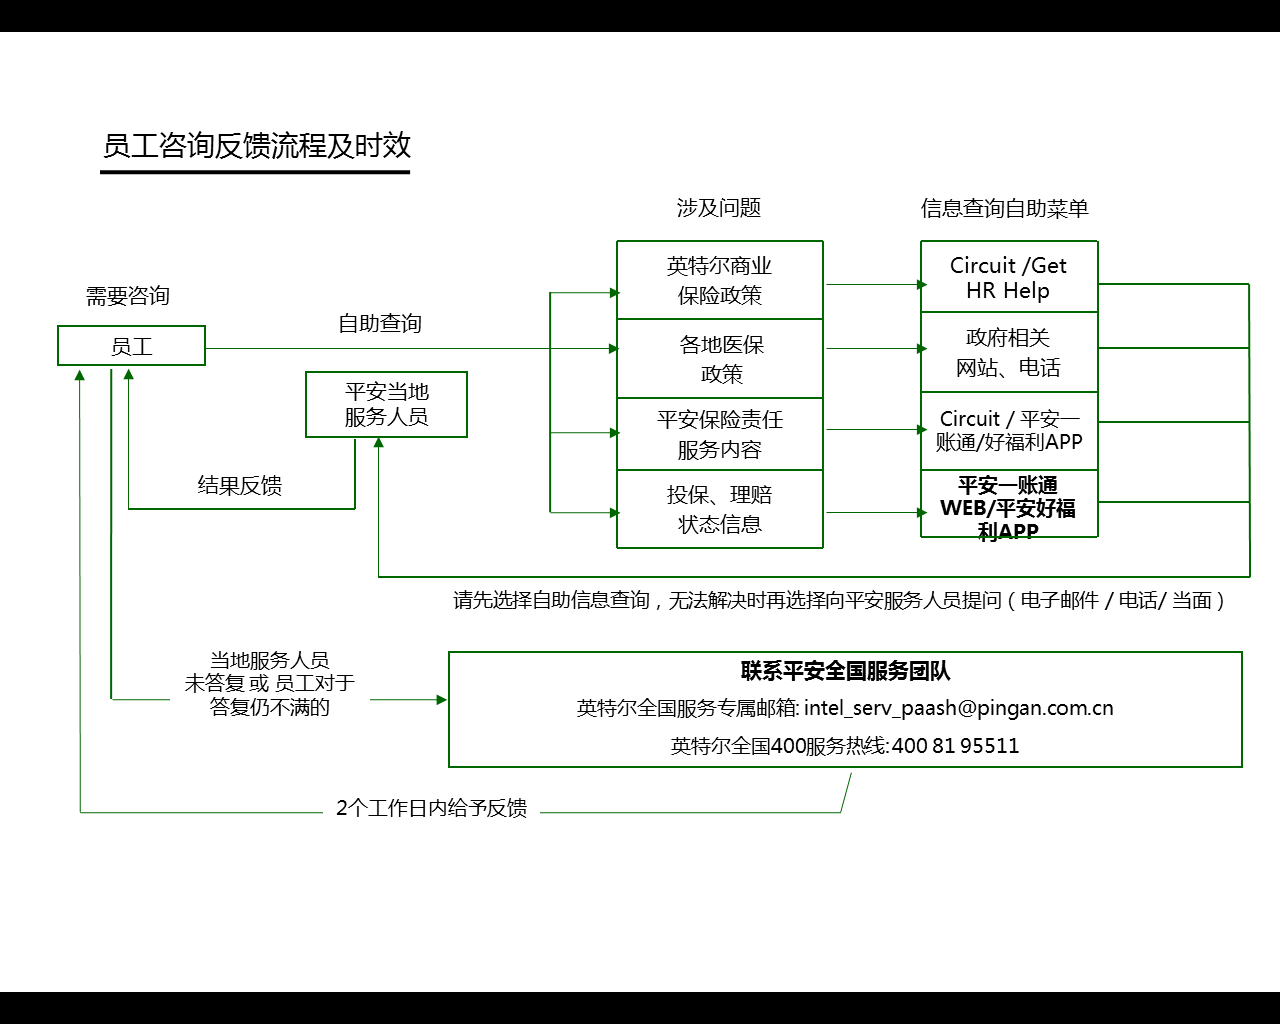 员工咨询反馈流程及时效
涉及问题
信息查询自助菜单
需要咨询
员工
自助查询
平安当地
服务人员
结果反馈
英特尔商业
保险政策
各地医保
政策
平安保险责任
服务内容
投保、理赔
状态信息
Circuit /Get
HR Help
政府相关
网站、电话
Circuit / 平安一
账通/好福利APP
平安一账通
WEB/平安好福
利APP
请先选择自助信息查询，无法解决时再选择向平安服务人员提问（电子邮件 / 电话/ 当面）
当地服务人员
未答复 或 员工对于
答复仍不满的
联系平安全国服务团队
英特尔全国服务专属邮箱: intel_serv_paash@pingan.com.cn
英特尔全国400服务热线: 400 81 95511
2个工作日内给予反馈